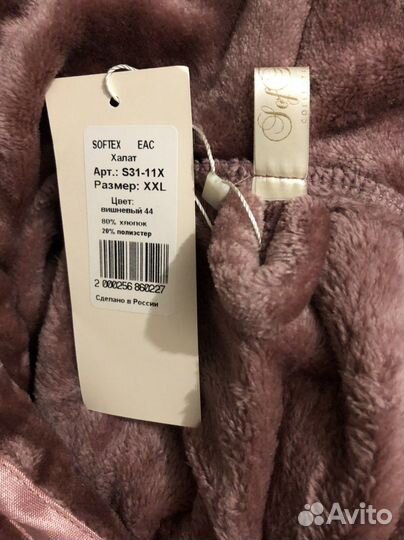 SOFTEX EAC
Халат
Арт.: S31-11X
Размер: XXL
Цвет:
вишневый 44
80% хлопок
20% полиэстер
2 000256 860227
Сделано в России
Avito